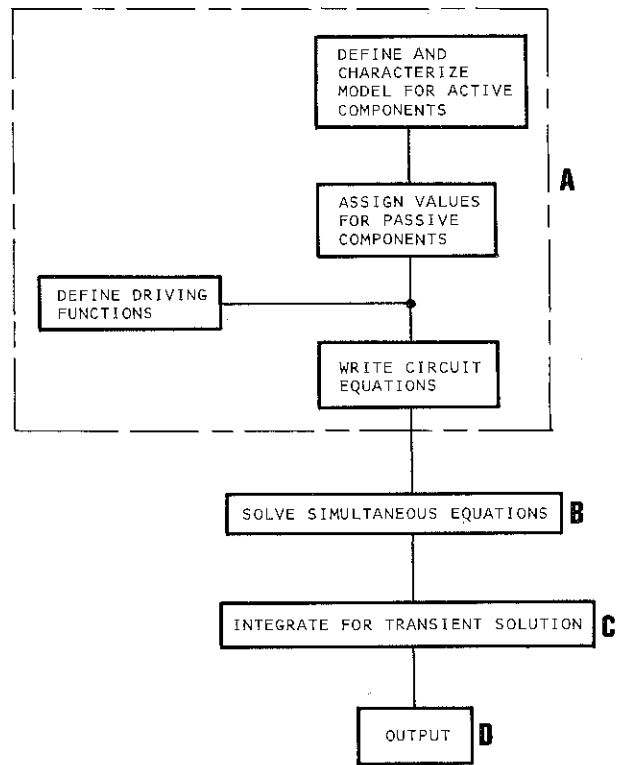 DEFINE AND
CHARACTERIZE
MODEL FOR ACTIVE
COMPONENTS
A
ASSIGN VALUES
FOR PASSIVE
COMPONENTS
DEFINE DRIVING
FUNCTIONS
WRITE CIRCUIT
EQUATIONS
SOLVE SIMULTANEOUS EQUATIONS
B
INTEGRATE FOR TRANSIENT SOLUTION
C
OUTPUT
D